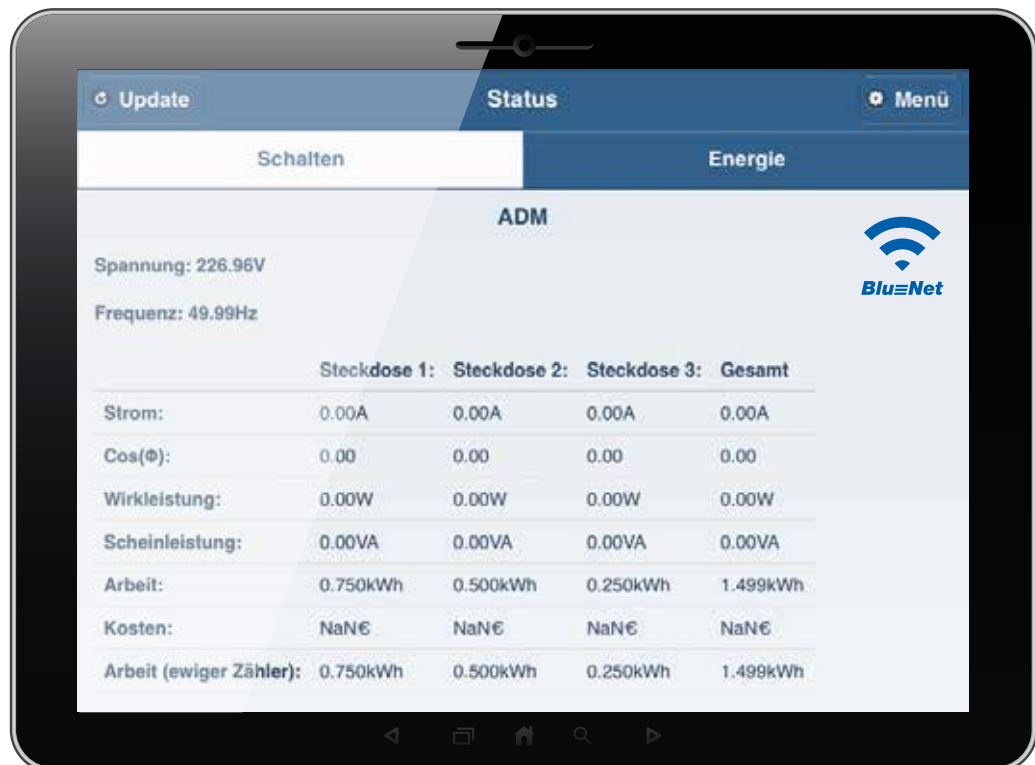 Update Status Menü
Schalten Energie
ADM
Spannung: 226.96V
BlueNet
Frequenz: 49.99Hz
Steckdose 1: Steckdose 2: Steckdose 3: Gesamt
Strom: 0.00A 0.00A 0.00A 0.00A
Cos(Φ): 0.00 0.00 0.00 0.00
Wirkleistung: 0.00W 0.00W 0.00W 0.00W
Scheinleistung: 0.00VA 0.00VA 0.00VA 0.00VA
Arbeit: 0.750kWh 0.500kWh 0.250kWh 1.499kWh
Kosten: NaN€ NaN€ NaN€ NaN€
Arbeit (ewiger Zähler): 0.750kWh 0.500kWh 0.250kWh 1.499kWh